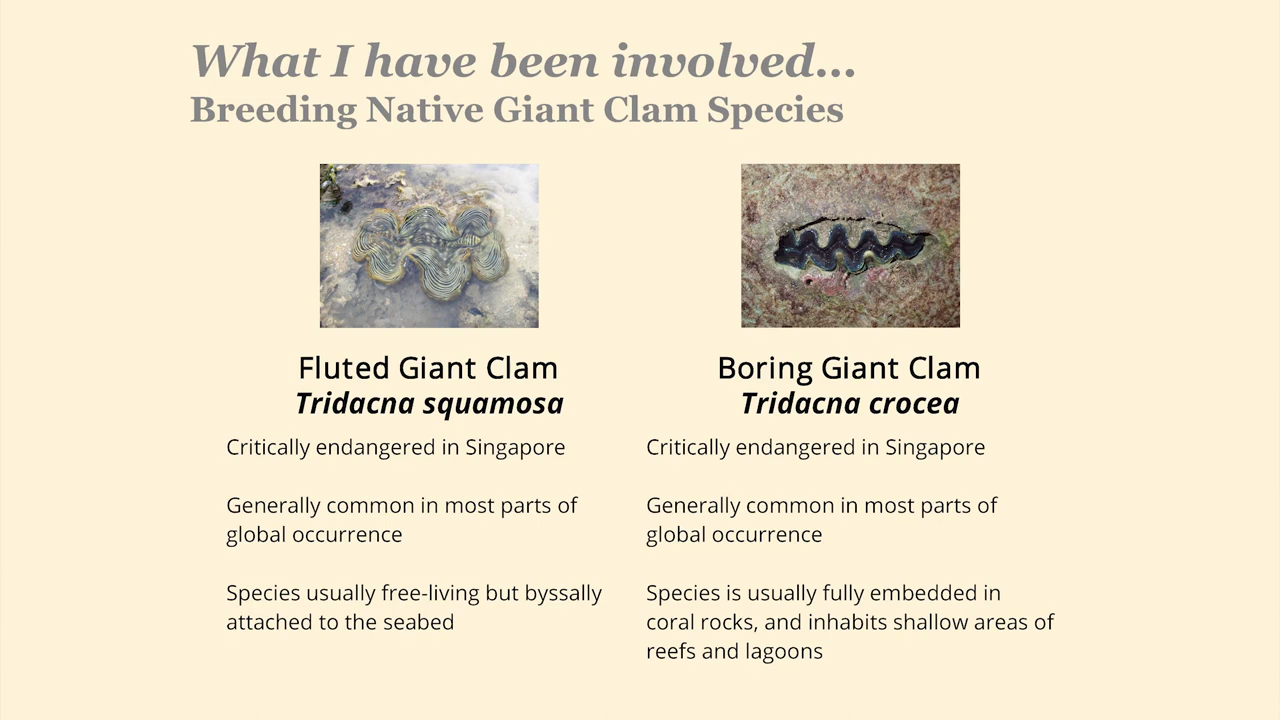 What I have been involved...
Breeding Native Giant Clam Species
Fluted Giant Clam
Tridacna squamosa
Critically endangered in Singapore
Generally common in most parts of
global occurrence
Species usually free-living but byssally
attached to the seabed
Boring Giant Clam
Tridacna crocea
Critically endangered in Singapore
Generally common in most parts of
global occurrence
Species is usually fully embedded in
coral rocks, and inhabits shallow areas of
reefs and lagoons